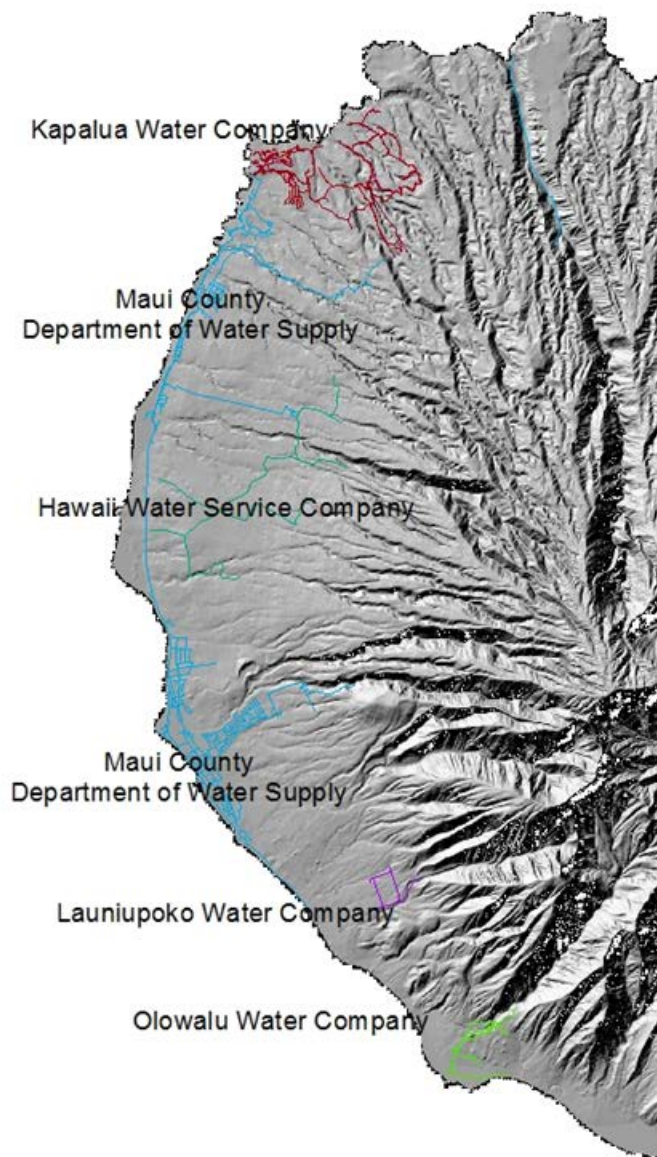 Kapalua Water Company
Maui County
Department of Water Supply
Hawaii Water Service Company
Maui County
Department of Water Supply
Launiupoko Water Company
Olowalu Water Company